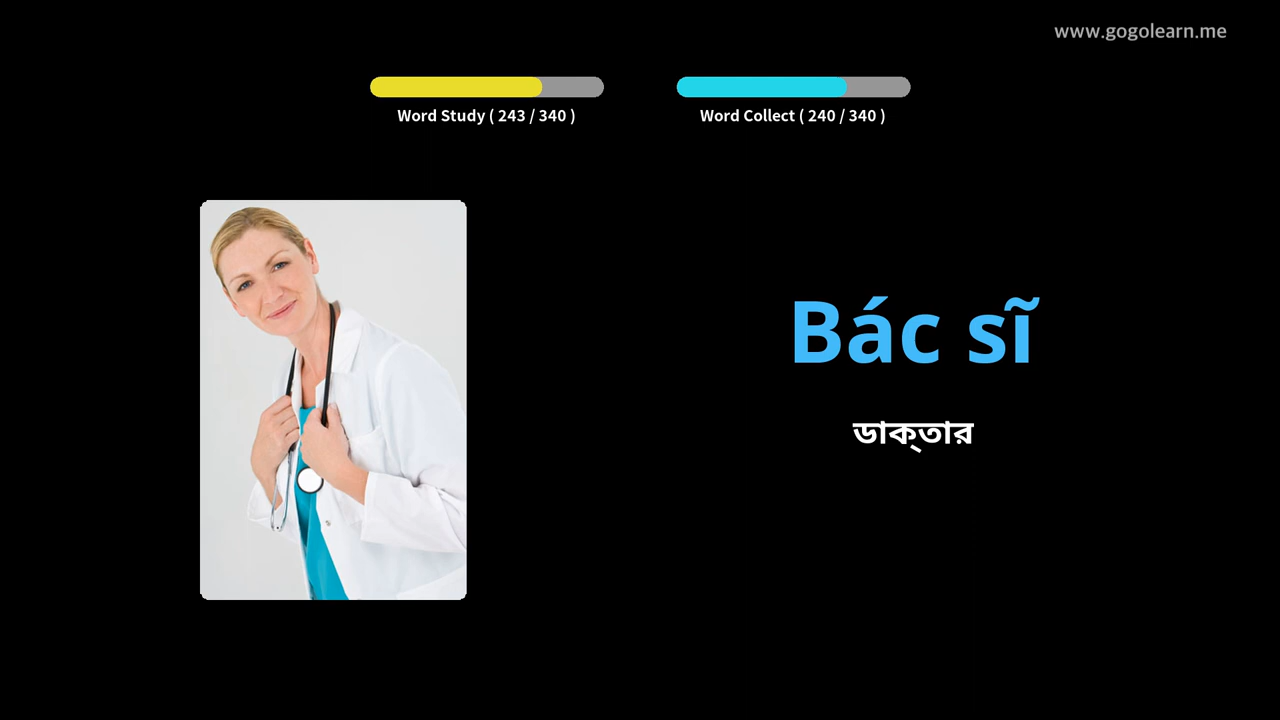 www.gogolearn.me
Word Study ( 243 / 340 )
Word Collect ( 240 / 340 )
Bác sĩ
ডাক্তার